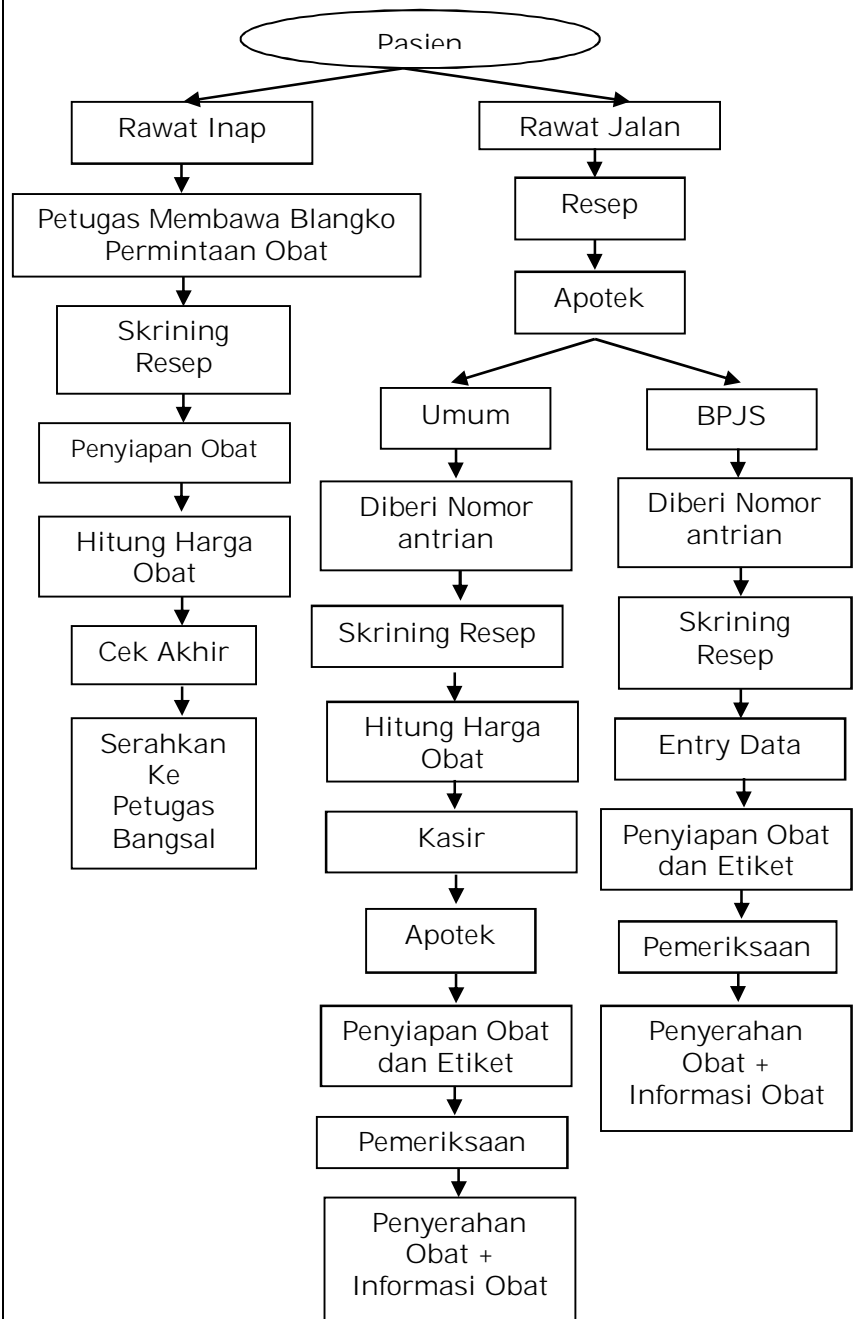 Pasien
Rawat Inap
Petugas Membawa Blangko
Permintaan Obat
Skrining
Resep
Penyiapan Obat
Hitung Harga
Obat
Cek Akhir
Serahkan
Ke
Petugas
Bangsal
Rawat Jalan
Resep
Apotek
Umum
Diberi Nomor
antrian
Skrining Resep
Hitung Harga
Obat
Kasir
Apotek
Penyiapan Obat
dan Etiket
Pemeriksaan
Penyerahan
Obat +
Informasi Obat
BPJS
Diberi Nomor
antrian
Skrining
Resep
Entry Data
Penyiapan Obat
dan Etiket
Pemeriksaan
Penyerahan
Obat +
Informasi Obat